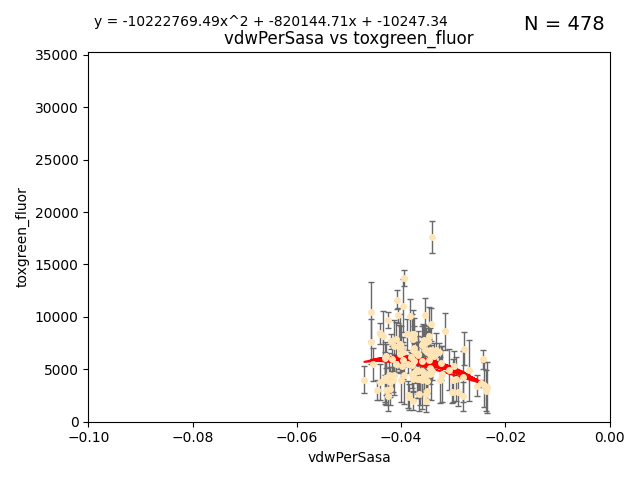 y = -10222769.49x^2 + -820144.71x + -10247.34
N = 478
vdwPerSasa vs toxgreen_fluor
35000
30000
25000
20000
15000
10000
5000
0
toxgreen_fluor
−0.10 −0.08 −0.06 −0.04 −0.02 0.00
vdwPerSasa